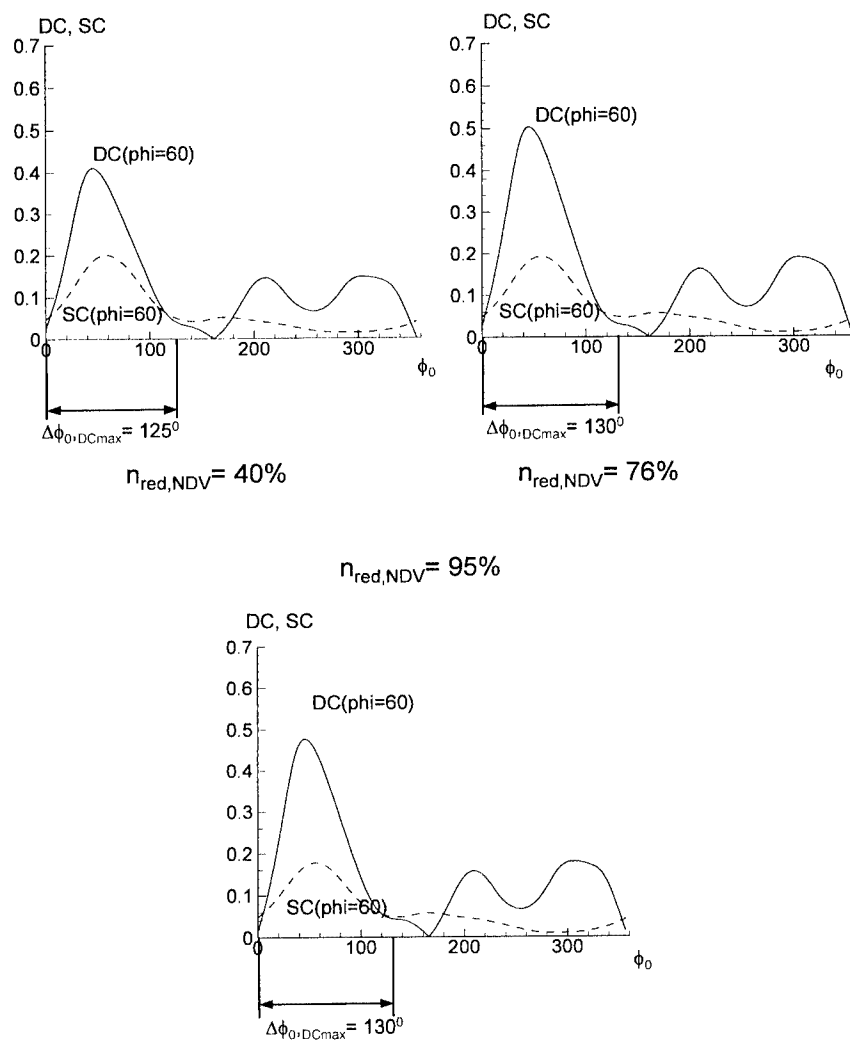 DC, SC
0.7
0.6
0.5
0.4
0.3
0.2
0.1
0
DC(phi=60)
SC(phi=60)
0 100 200 300
ϕ₀
Δϕ₀,DCmax= 125⁰
n_red,NDV= 40%
DC, SC
0.7
0.6
0.5
0.4
0.3
0.2
0.1
0
DC(phi=60)
SC(phi=60)
0 100 200 300
ϕ₀
Δϕ₀,DCmax= 130⁰
n_red,NDV= 76%
n_red,NDV= 95%
DC, SC
0.7
0.6
0.5
0.4
0.3
0.2
0.1
0
DC(phi=60)
SC(phi=60)
0 100 200 300
ϕ₀
Δϕ₀,DCmax= 130⁰